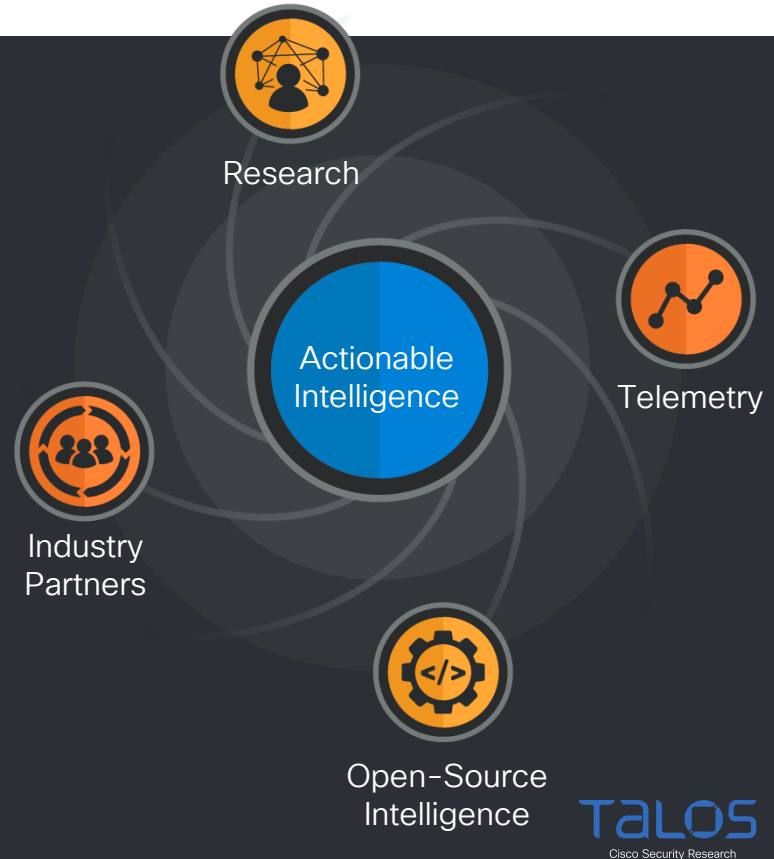 Research
Actionable
Intelligence
Telemetry
Industry
Partners
</>
Open-Source
Intelligence
TALOS
Cisco Security Research